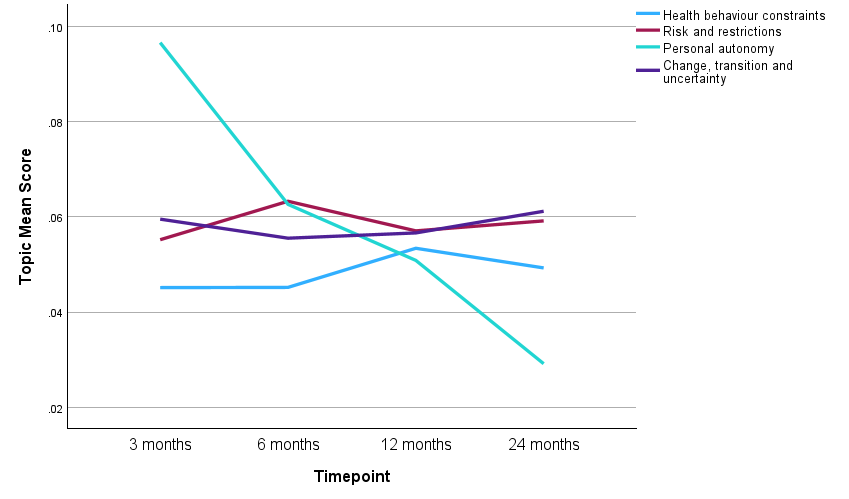 Health behaviour constraints
Risk and restrictions
Personal autonomy
Change, transition and
uncertainty
.10
.08
.06
.04
.02
Topic Mean Score
3 months
6 months
12 months
24 months
Timepoint